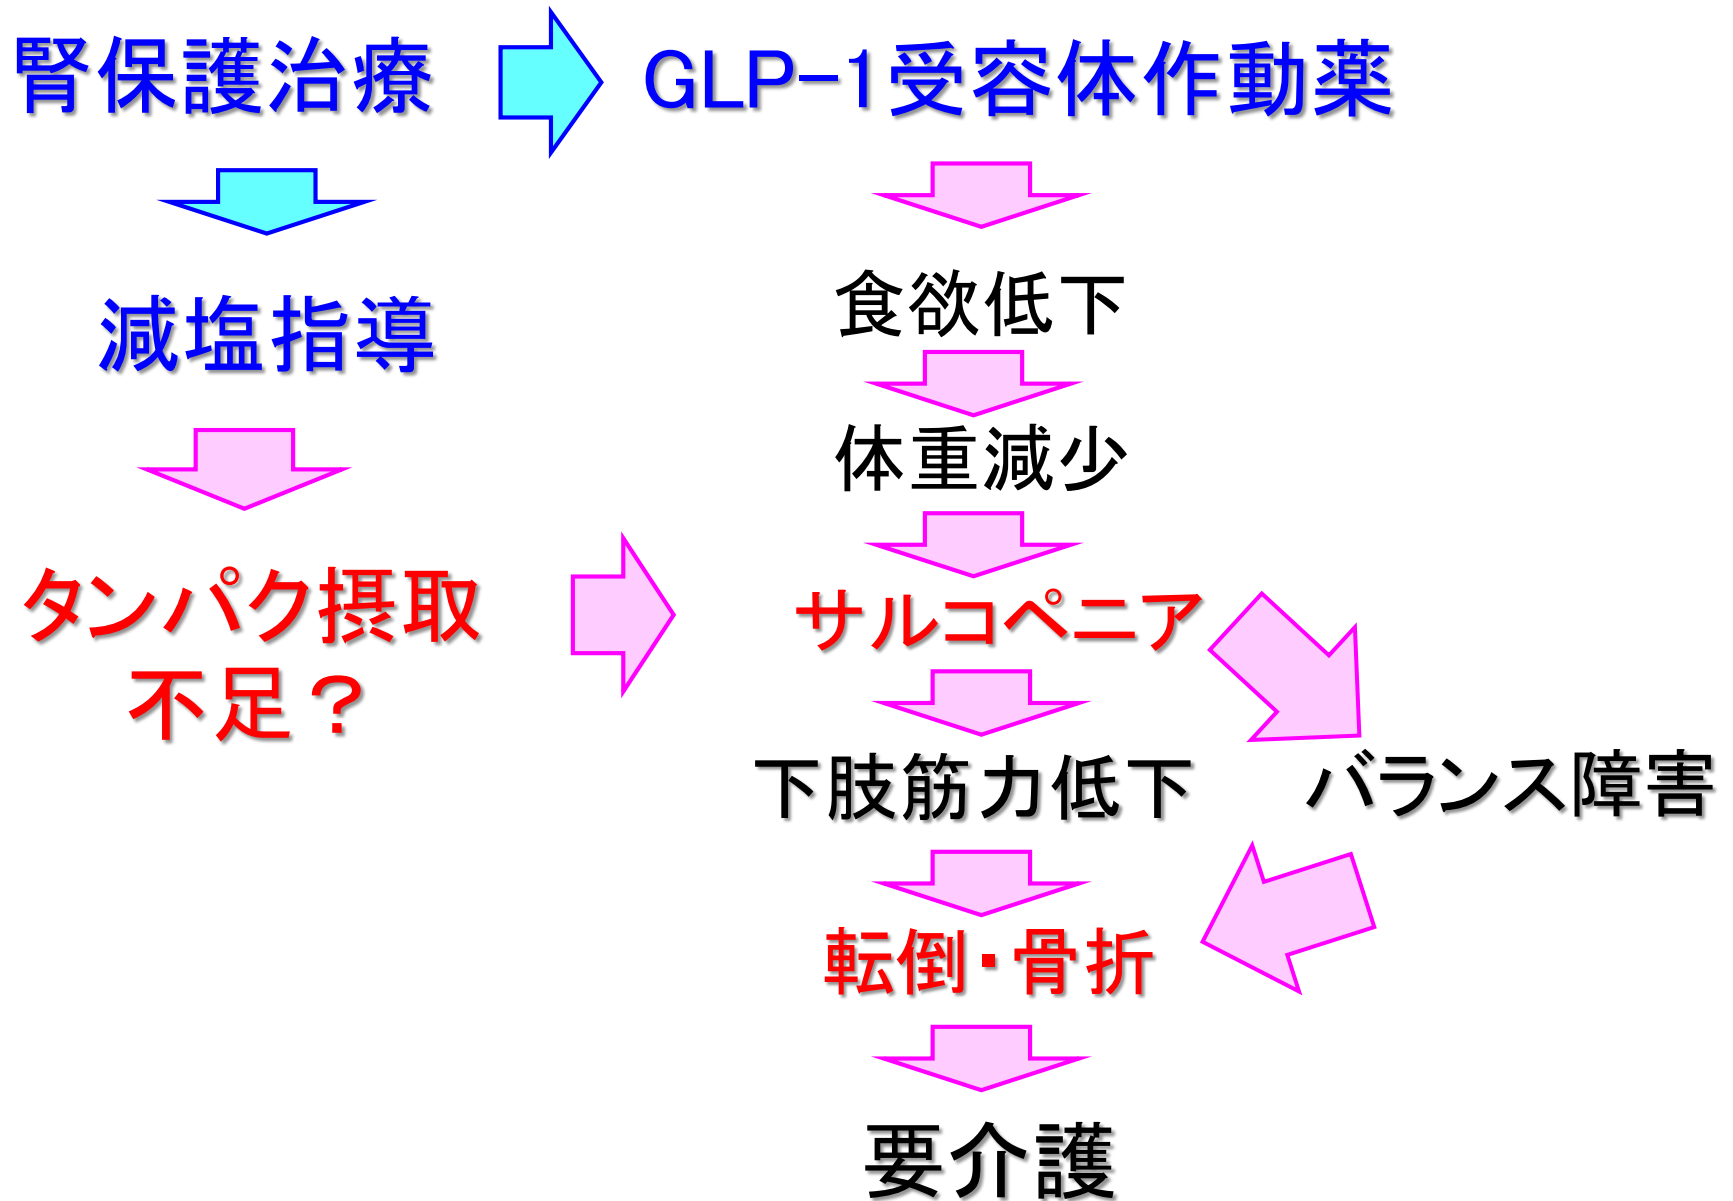 腎保護治療
GLP-1受容体作動薬
減塩指導
タンパク摂取
不足？
食欲低下
体重減少
サルコペニア
下肢筋力低下
バランス障害
転倒・骨折
要介護